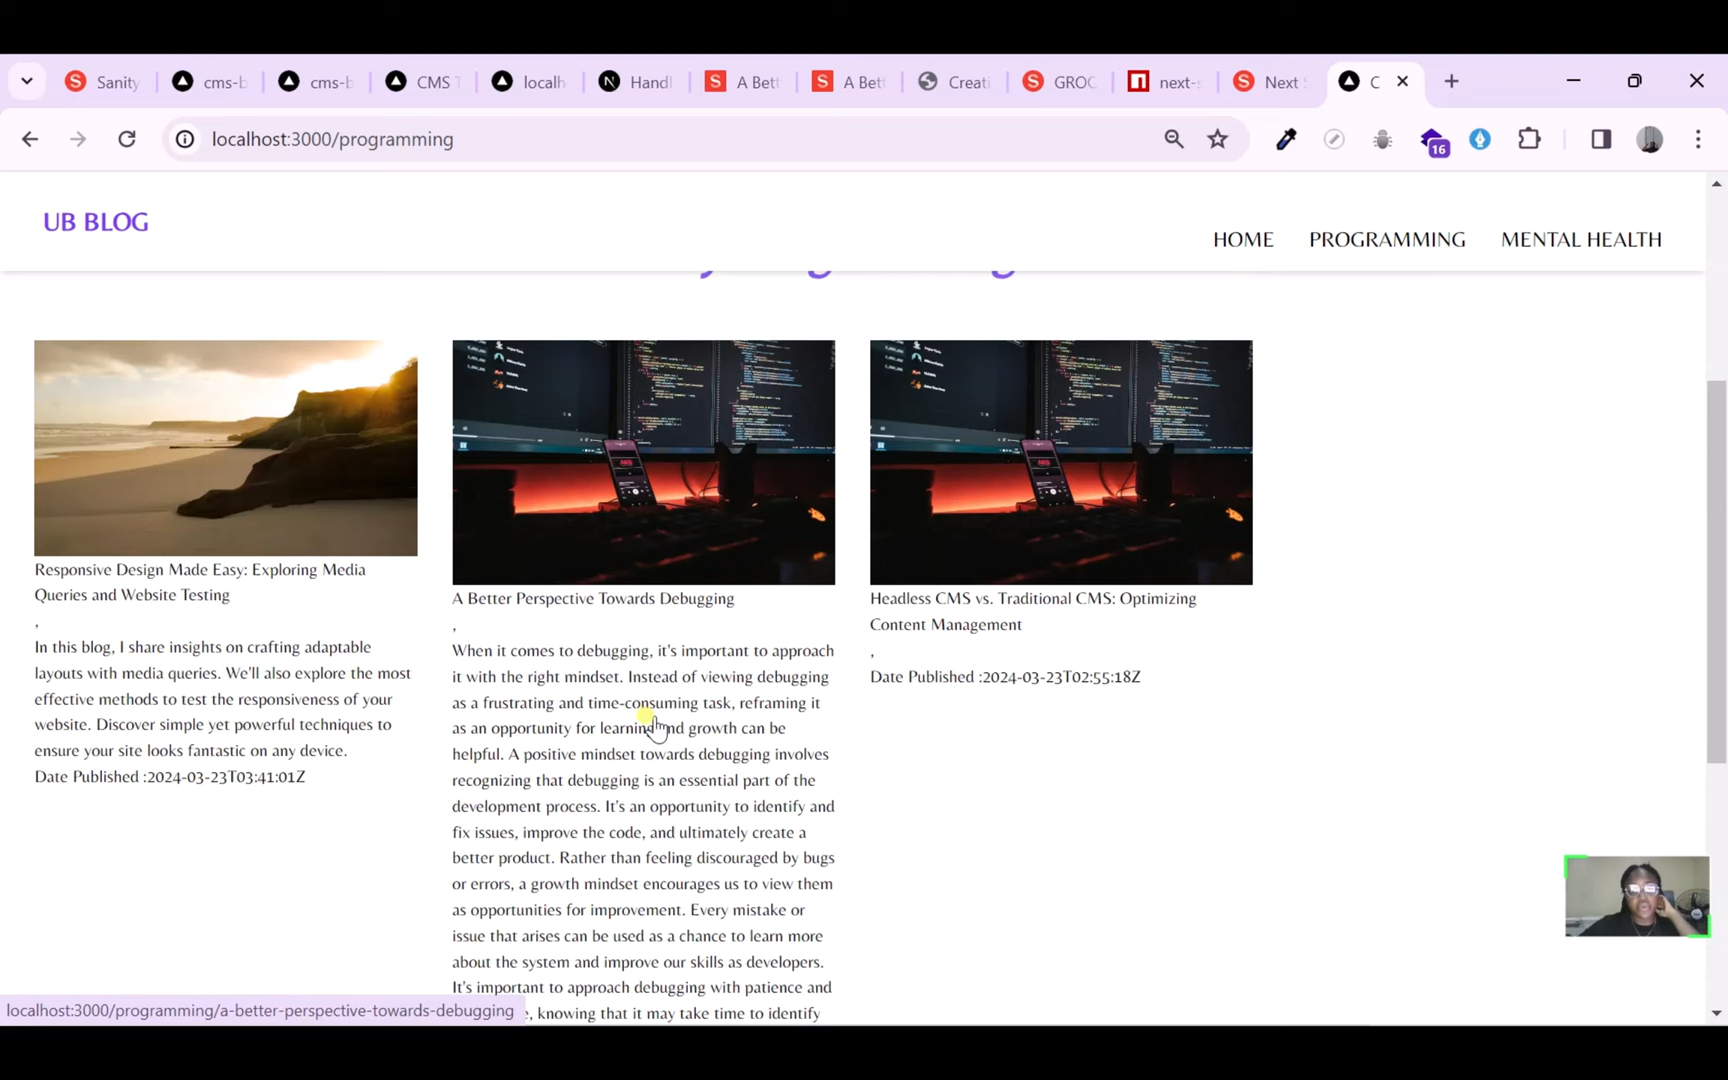 Sanity
cms-b
cms-b
CMS T
localh
Handl
A Bett
A Bett
Creati
GROC
next-s
Next S
C
localhost:3000/programming
16
UB BLOG
HOME
PROGRAMMING
MENTAL HEALTH
Responsive Design Made Easy: Exploring Media
Queries and Website Testing
,
In this blog, I share insights on crafting adaptable
layouts with media queries. We'll also explore the most
effective methods to test the responsiveness of your
website. Discover simple yet powerful techniques to
ensure your site looks fantastic on any device.
Date Published :2024-03-23T03:41:01Z
A Better Perspective Towards Debugging
,
When it comes to debugging, it's important to approach
it with the right mindset. Instead of viewing debugging
as a frustrating and time-consuming task, reframing it
as an opportunity for learning and growth can be
helpful. A positive mindset towards debugging involves
recognizing that debugging is an essential part of the
development process. It's an opportunity to identify and
fix issues, improve the code, and ultimately create a
better product. Rather than feeling discouraged by bugs
or errors, a growth mindset encourages us to view them
as opportunities for improvement. Every mistake or
issue that arises can be used as a chance to learn more
about the system and improve our skills as developers.
It's important to approach debugging with patience and
e, knowing that it may take time to identify
Headless CMS vs. Traditional CMS: Optimizing
Content Management
,
Date Published :2024-03-23T02:55:18Z
localhost:3000/programming/a-better-perspective-towards-debugging